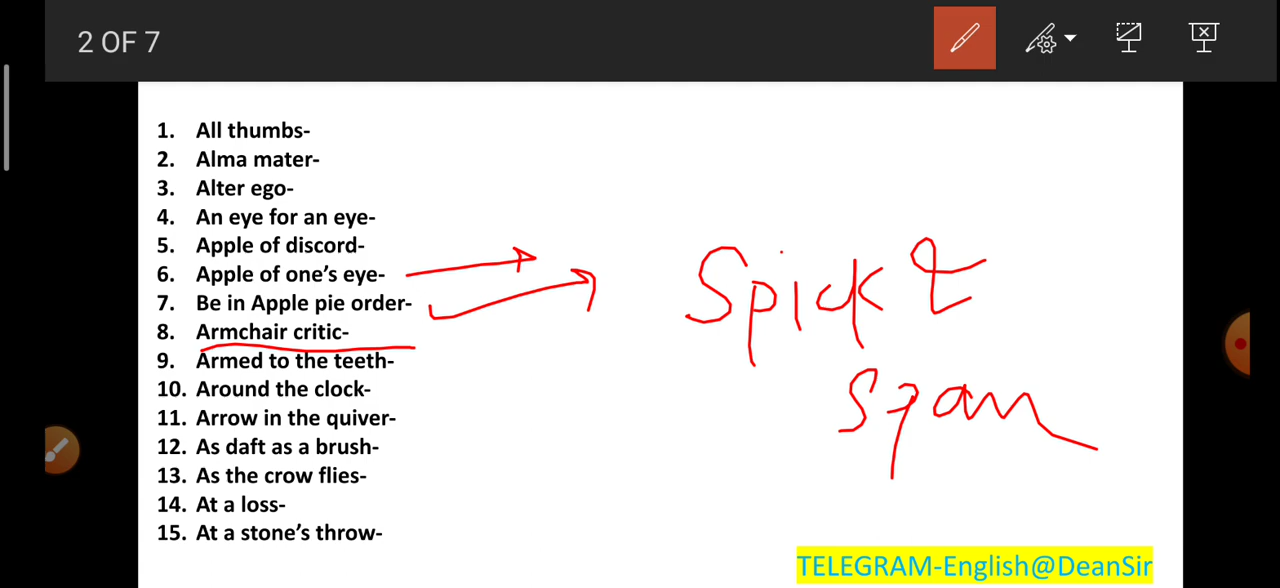 2 OF 7
1. All thumbs-
2. Alma mater-
3. Alter ego-
4. An eye for an eye-
5. Apple of discord-
6. Apple of one's eye-
7. Be in Apple pie order-
8. Armchair critic-
9. Armed to the teeth-
10. Around the clock-
11. Arrow in the quiver-
12. As daft as a brush-
13. As the crow flies-
14. At a loss-
15. At a stone's throw-
Spick &
Span
TELEGRAM-English@DeanSir